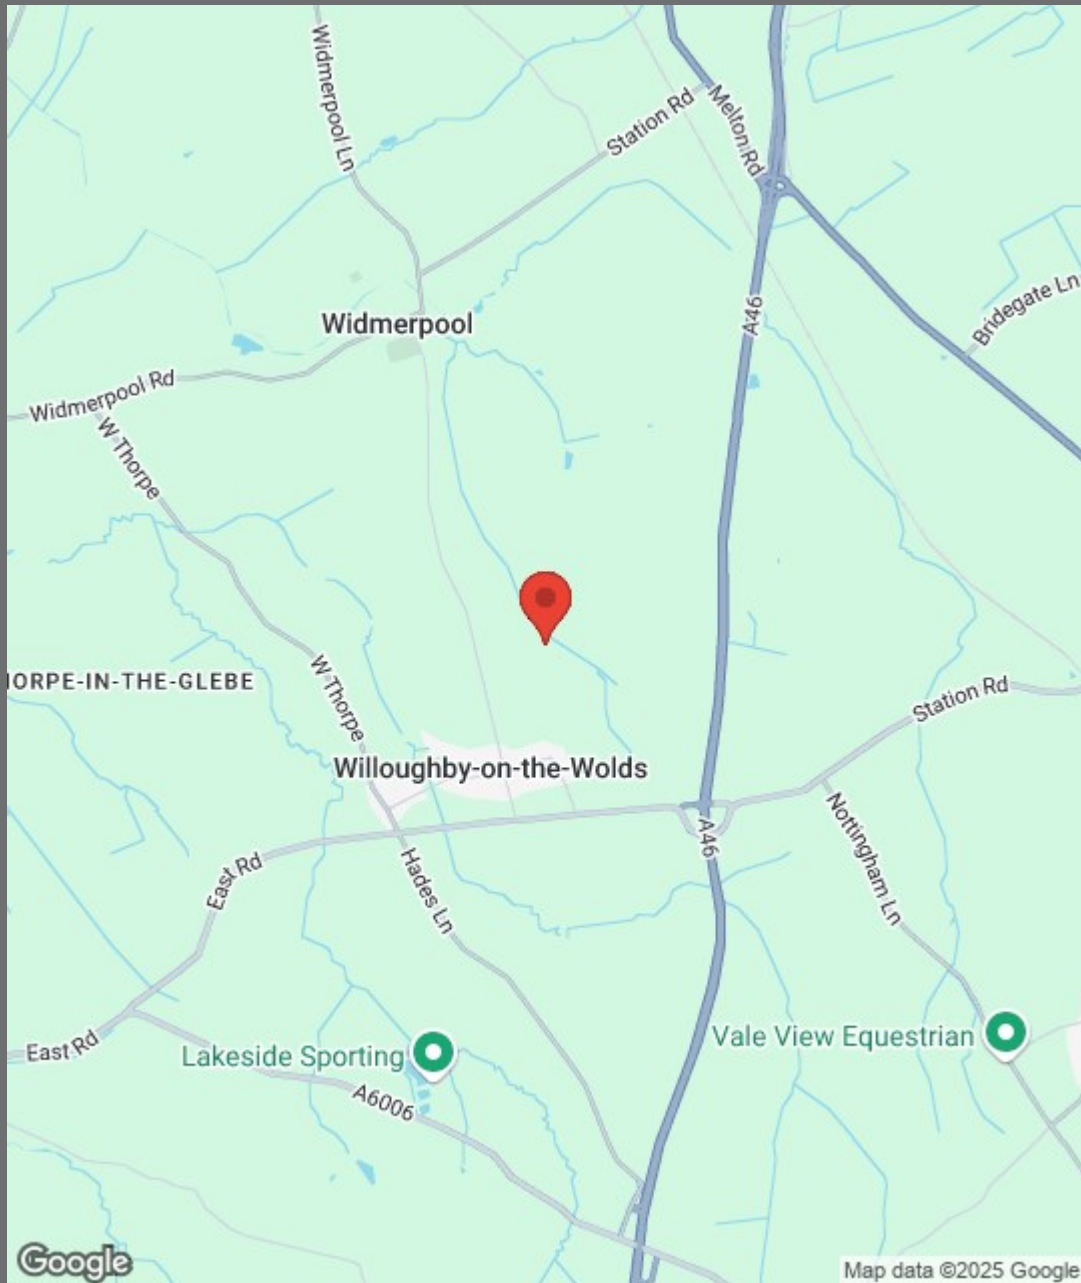 Widmerpool Ln
Station Rd
Melton Rd
Bridegate Ln
A46
Widmerpool
Widmerpool Rd
W Thorpe
W Thorpe
HORPE-IN-THE-GLEBE
Station Rd
Willoughby-on-the-Wolds
Nottingham Ln
A46
East Rd
Hades Ln
East Rd
Lakeside Sporting
Vale View Equestrian
A6006
Google
Map data ©2025 Google